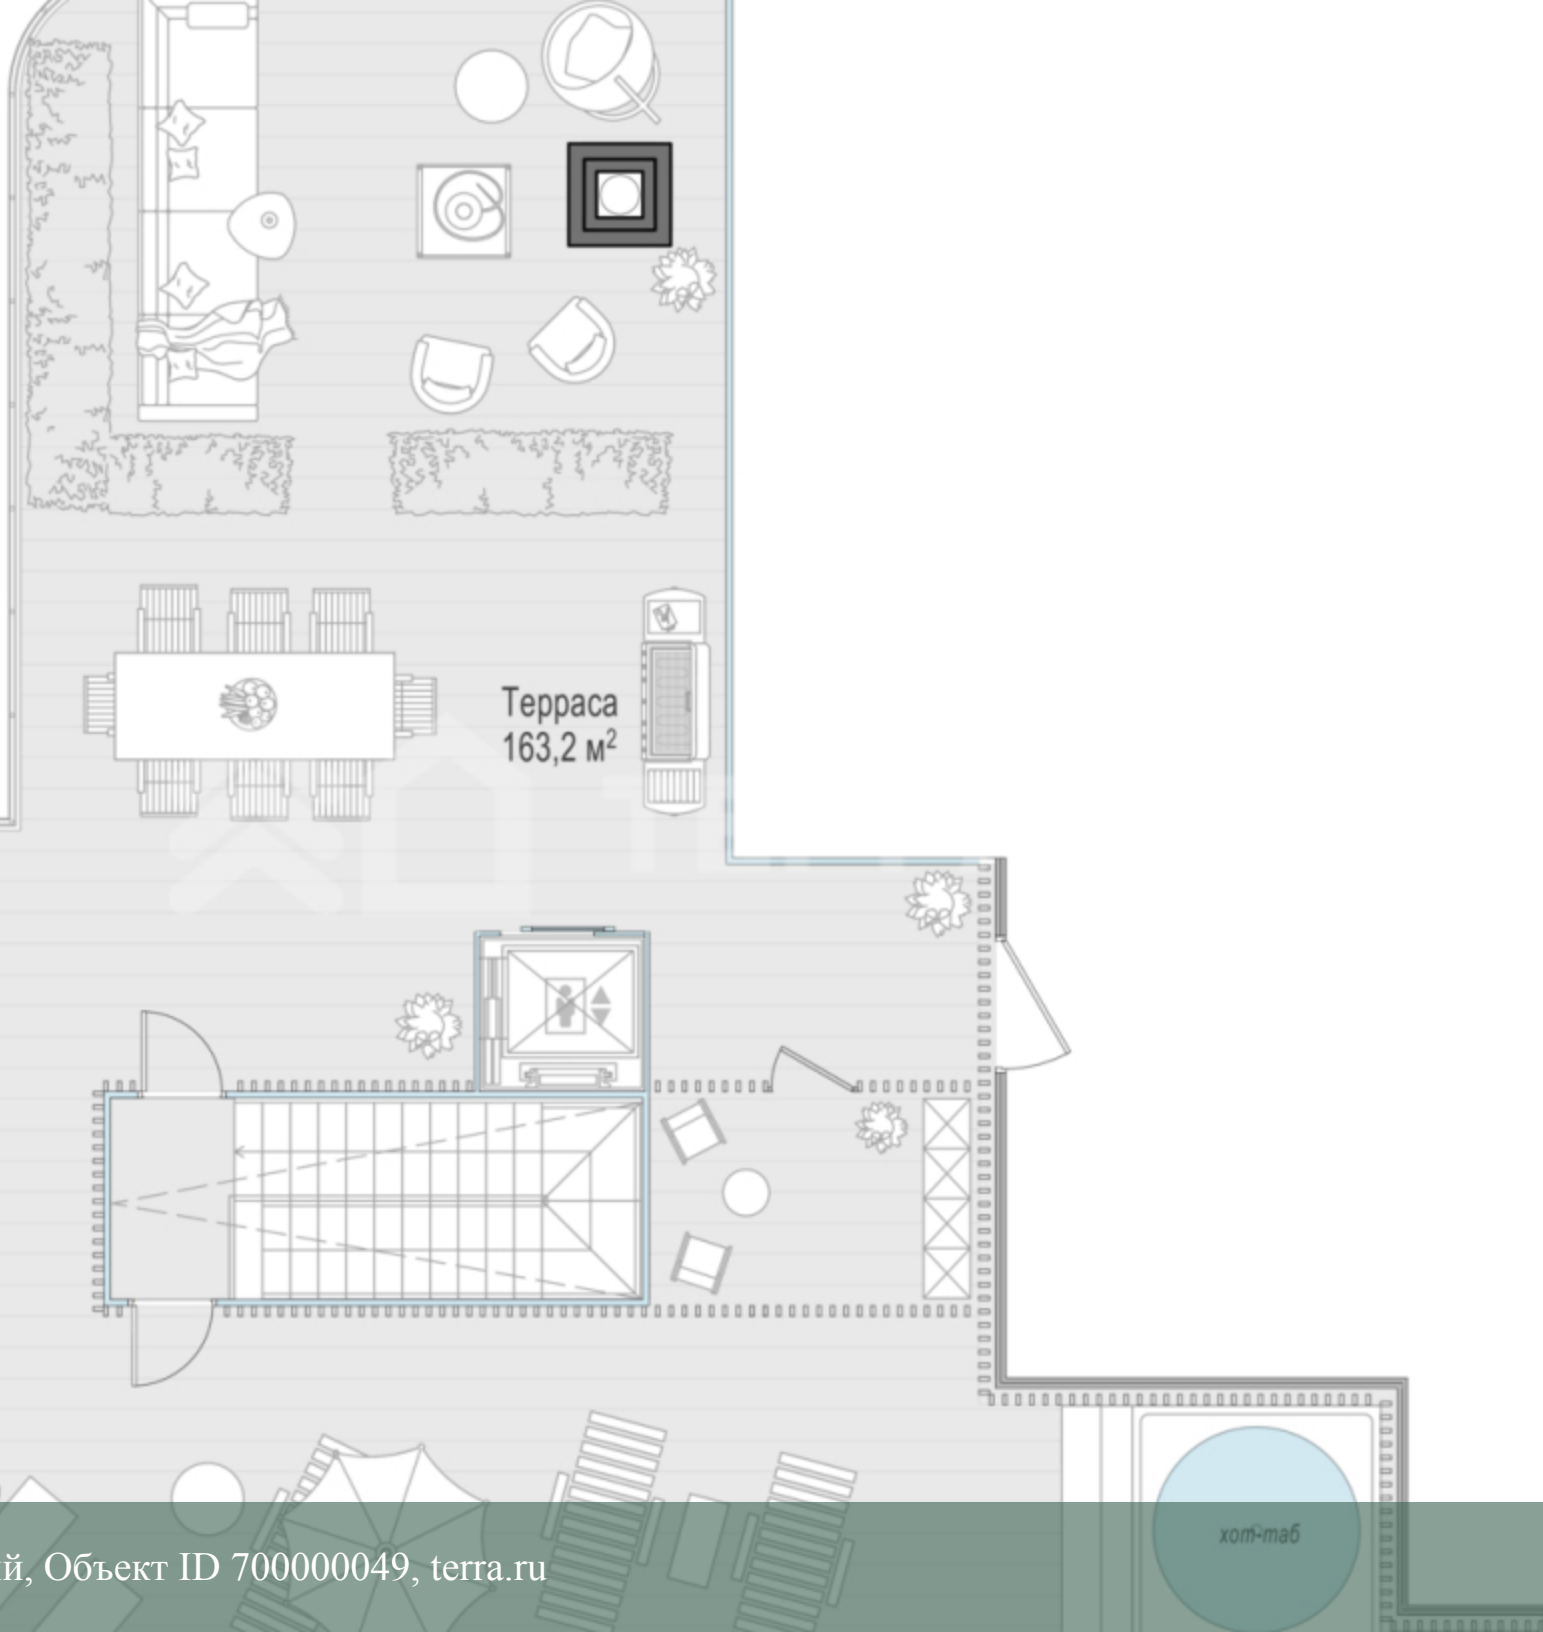 Терраса
163,2 м²
хот-таб
й, Объект ID 700000049, terra.ru